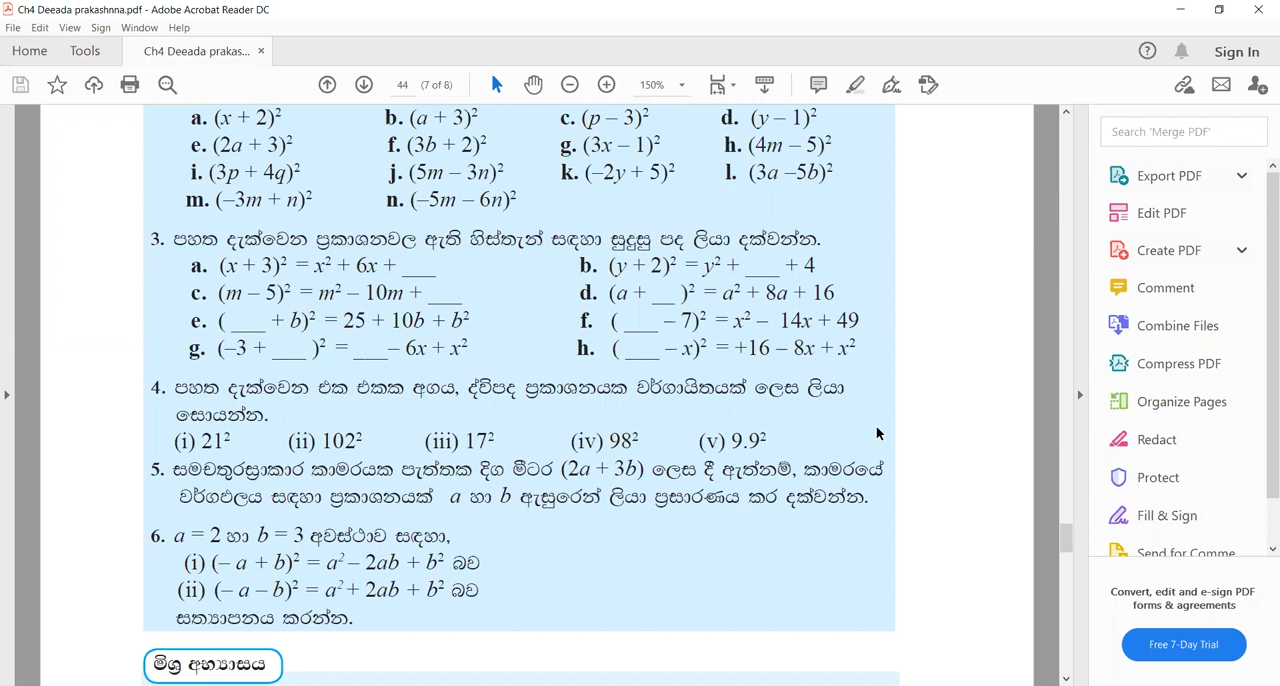 Ch4 Deeada prakashnna.pdf - Adobe Acrobat Reader DC
File Edit View Sign Window Help
Home Tools Ch4 Deeada prakas... × Sign In
44 (7 of 8) 150%
a. (x + 2)² b. (a + 3)² c. (p – 3)² d. (y – 1)²
e. (2a + 3)² f. (3b + 2)² g. (3x – 1)² h. (4m – 5)²
i. (3p + 4q)² j. (5m – 3n)² k. (–2y + 5)² l. (3a –5b)²
m. (–3m + n)² n. (–5m – 6n)²
3. පහත දැක්වෙන ප්‍රකාශනවල ඇති හිස්තැන් සඳහා සුදුසු පද ලියා දක්වන්න.
a. (x + 3)² = x² + 6x + ___ b. (y + 2)² = y² + ___ + 4
c. (m – 5)² = m² – 10m + ___ d. (a + __ )² = a² + 8a + 16
e. ( ___ + b)² = 25 + 10b + b² f. ( ___ – 7)² = x² – 14x + 49
g. (–3 + ___ )² = ___ – 6x + x² h. ( ___ – x)² = +16 – 8x + x²
4. පහත දැක්වෙන එක එකක අගය, ද්විපද ප්‍රකාශනයක වර්ගායිතයක් ලෙස ලියා
සොයන්න.
(i) 21² (ii) 102² (iii) 17² (iv) 98² (v) 9.9²
5. සමචතුරස්‍රාකාර කාමරයක පැත්තක දිග මීටර (2a + 3b) ලෙස දී ඇත්නම්, කාමරයේ
වර්ගඵලය සඳහා ප්‍රකාශනයක් a හා b ඇසුරෙන් ලියා ප්‍රසාරණය කර දක්වන්න.
6. a = 2 හා b = 3 අවස්ථාව සඳහා,
(i) (– a + b)² = a² – 2ab + b² බව
(ii) (– a – b)² = a² + 2ab + b² බව
සත්‍යාපනය කරන්න.
මිශ්‍ර අභ්‍යාසය
Search 'Merge PDF'
Export PDF
Edit PDF
Create PDF
Comment
Combine Files
Compress PDF
Organize Pages
Redact
Protect
Fill & Sign
Send for Comme
Convert, edit and e-sign PDF
forms & agreements
Free 7-Day Trial